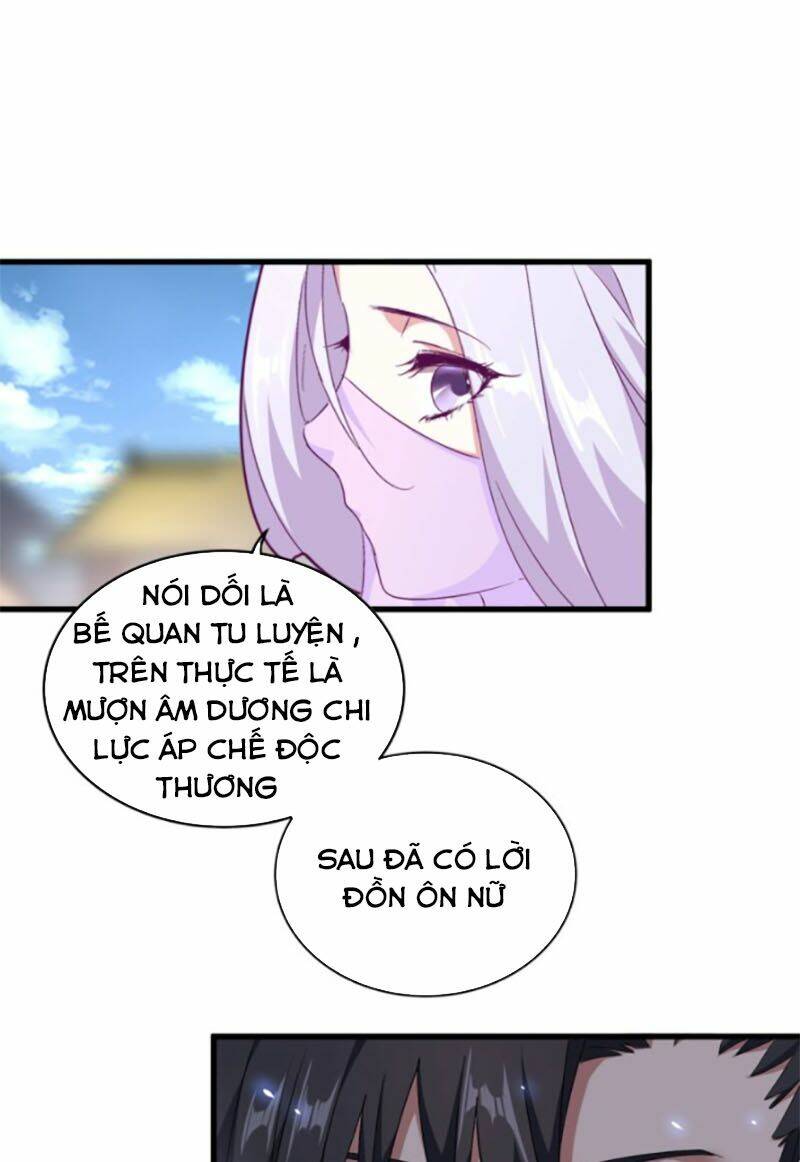 NÓI DỐI LÀ
BẾ QUAN TU LUYỆN ,
TRÊN THỰC TẾ LÀ
MƯỢN ÂM DƯƠNG CHI
LỰC ÁP CHẾ ĐỘC
THƯƠNG
SAU ĐÃ CÓ LỜI
ĐỒN ÔN NỮ